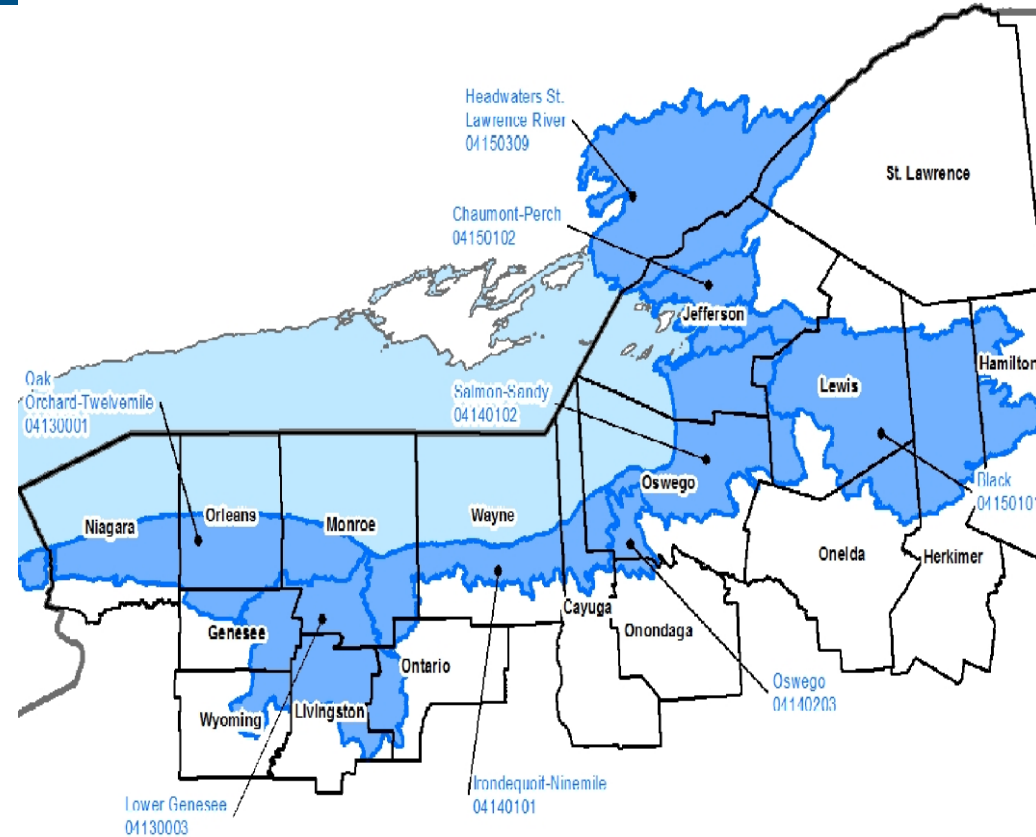 Headwaters St.
Lawrence River
04150309
St. Lawrence
Chaumont-Perch
04150102
Jefferson
Hamilton
Oak
Orchard-Twelvemile
04130001
Salmon-Sandy
04140102
Lewis
Oswego
Black
04150101
Niagara
Orleans
Monroe
Wayne
Oneida
Herkimer
Cayuga
Onondaga
Genesee
Ontario
Oswego
04140203
Wyoming
Livingston
Irondequoit-Ninemile
04140101
Lower Genesee
04130003